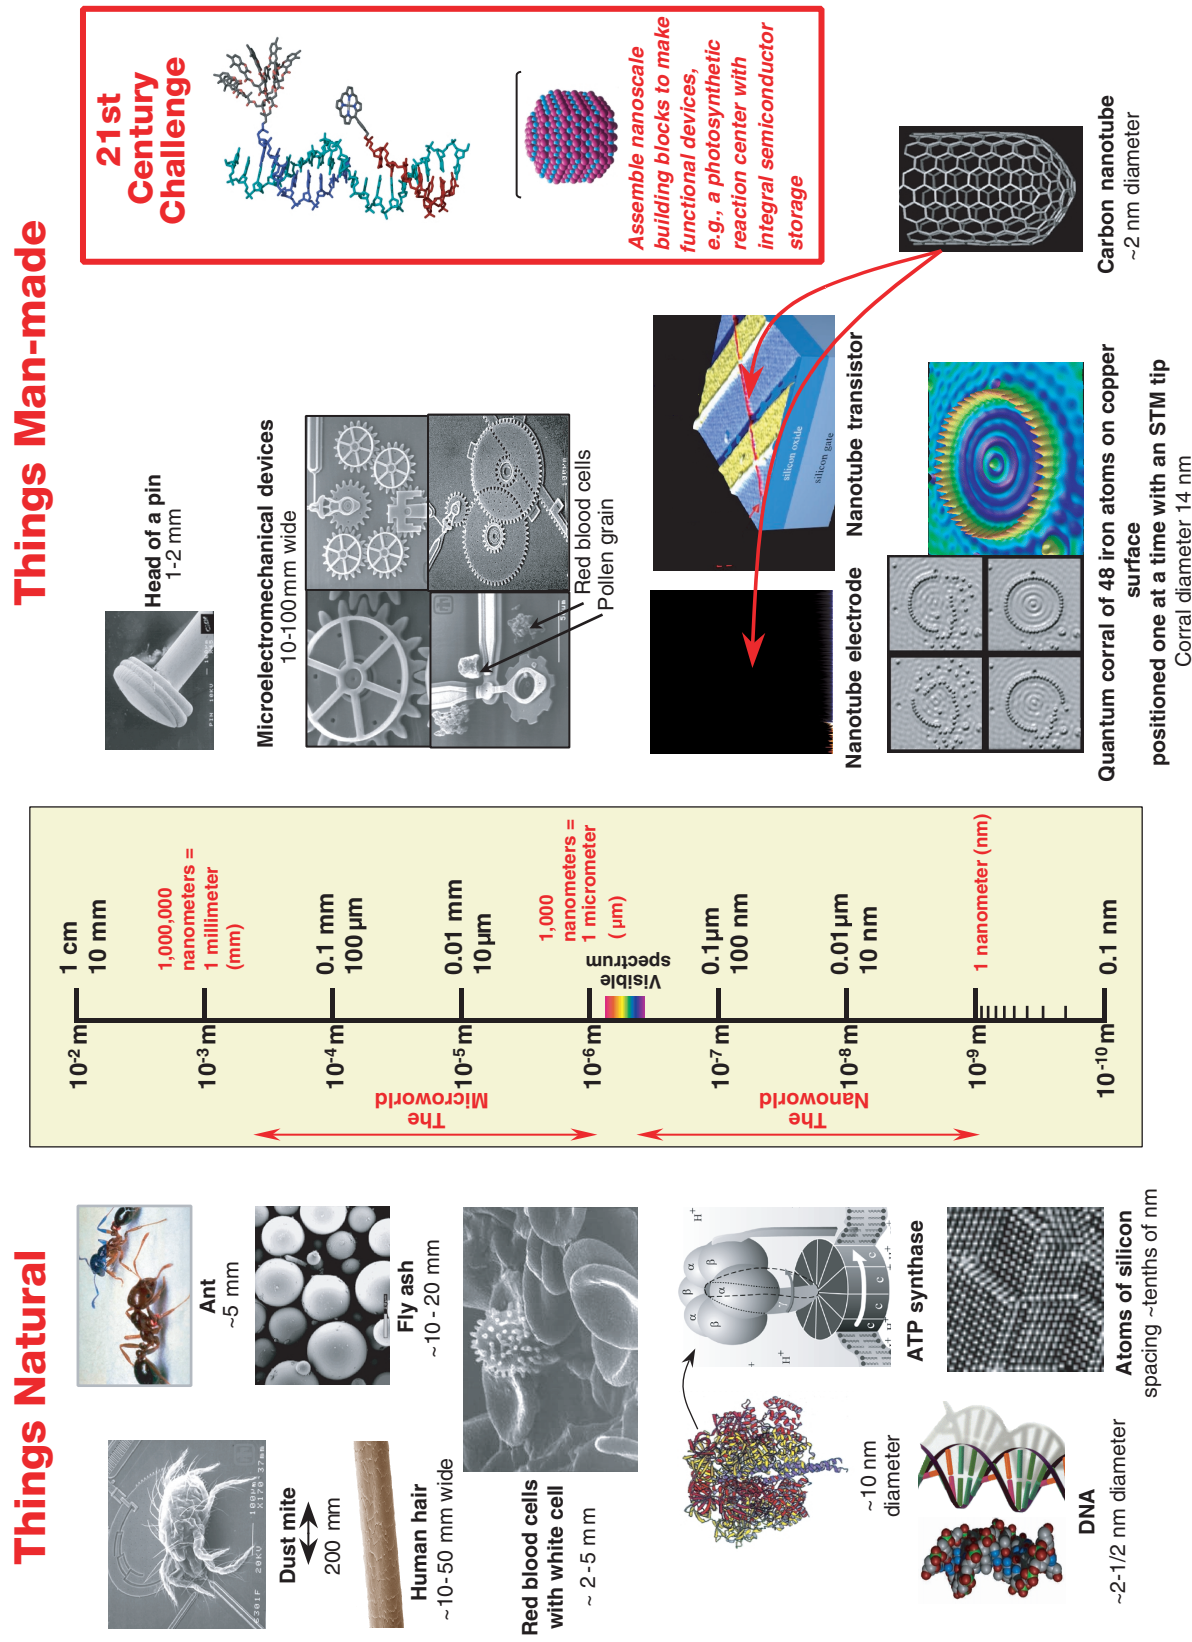 Things Natural
Things Man-made
Dust mite
200 mm
Ant
~5 mm
Human hair
~10-50 mm wide
Fly ash
~10-20 mm
Red blood cells
with white cell
~ 2-5 mm
~10 nm
diameter
ATP synthase
H+
H+
α
β
α
β
α
β
γ
c
c
c
DNA
~2-1/2 nm diameter
Atoms of silicon
spacing ~tenths of nm
10-2 m
10-3 m
10-4 m
10-5 m
10-6 m
10-7 m
10-8 m
10-9 m
10-10 m
The
Microworld
The
Nanoworld
1 cm
10 mm
1,000,000
nanometers =
1 millimeter
(mm)
0.1 mm
100 µm
0.01 mm
10 µm
1,000
nanometers =
1 micrometer
(µm)
Visible
spectrum
0.1 µm
100 nm
0.01 µm
10 nm
1 nanometer (nm)
0.1 nm
Head of a pin
1-2 mm
Microelectromechanical devices
10-100mm wide
Red blood cells
Pollen grain
Nanotube electrode
Nanotube transistor
silicon oxide
silicon gate
Quantum corral of 48 iron atoms on copper
surface
positioned one at a time with an STM tip
Corral diameter 14 nm
Carbon nanotube
~2 nm diameter
21st
Century
Challenge
Assemble nanoscale
building blocks to make
functional devices,
e.g., a photosynthetic
reaction center with
integral semiconductor
storage